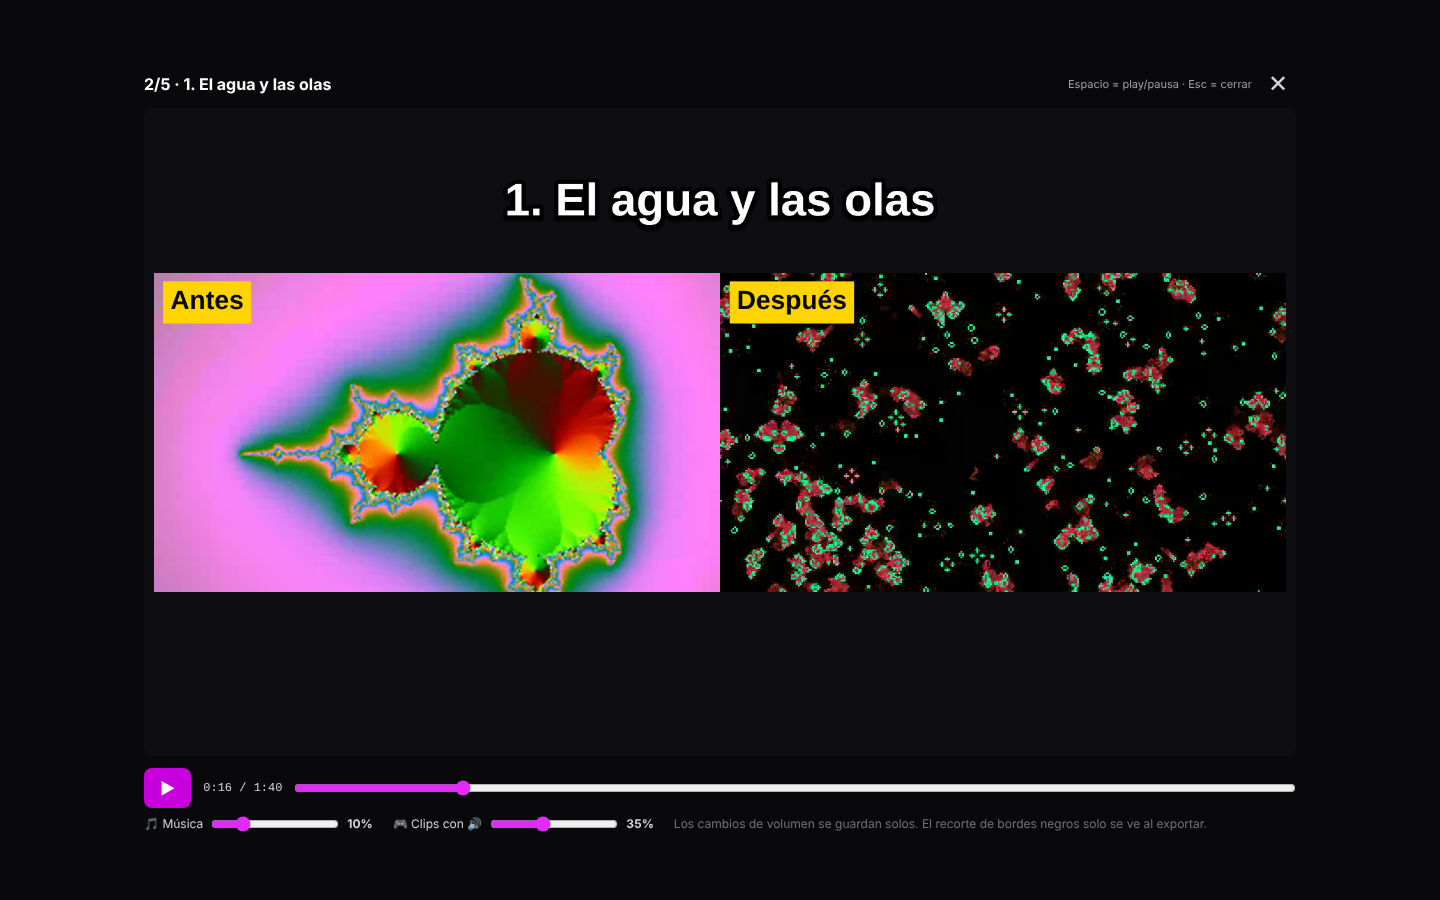 2/5 · 1. El agua y las olas
Espacio = play/pausa · Esc = cerrar ✕
1. El agua y las olas
Antes
Después
0:16 / 1:40
🎵 Música 10% 🎮 Clips con 🔊 35% Los cambios de volumen se guardan solos. El recorte de bordes negros solo se ve al exportar.